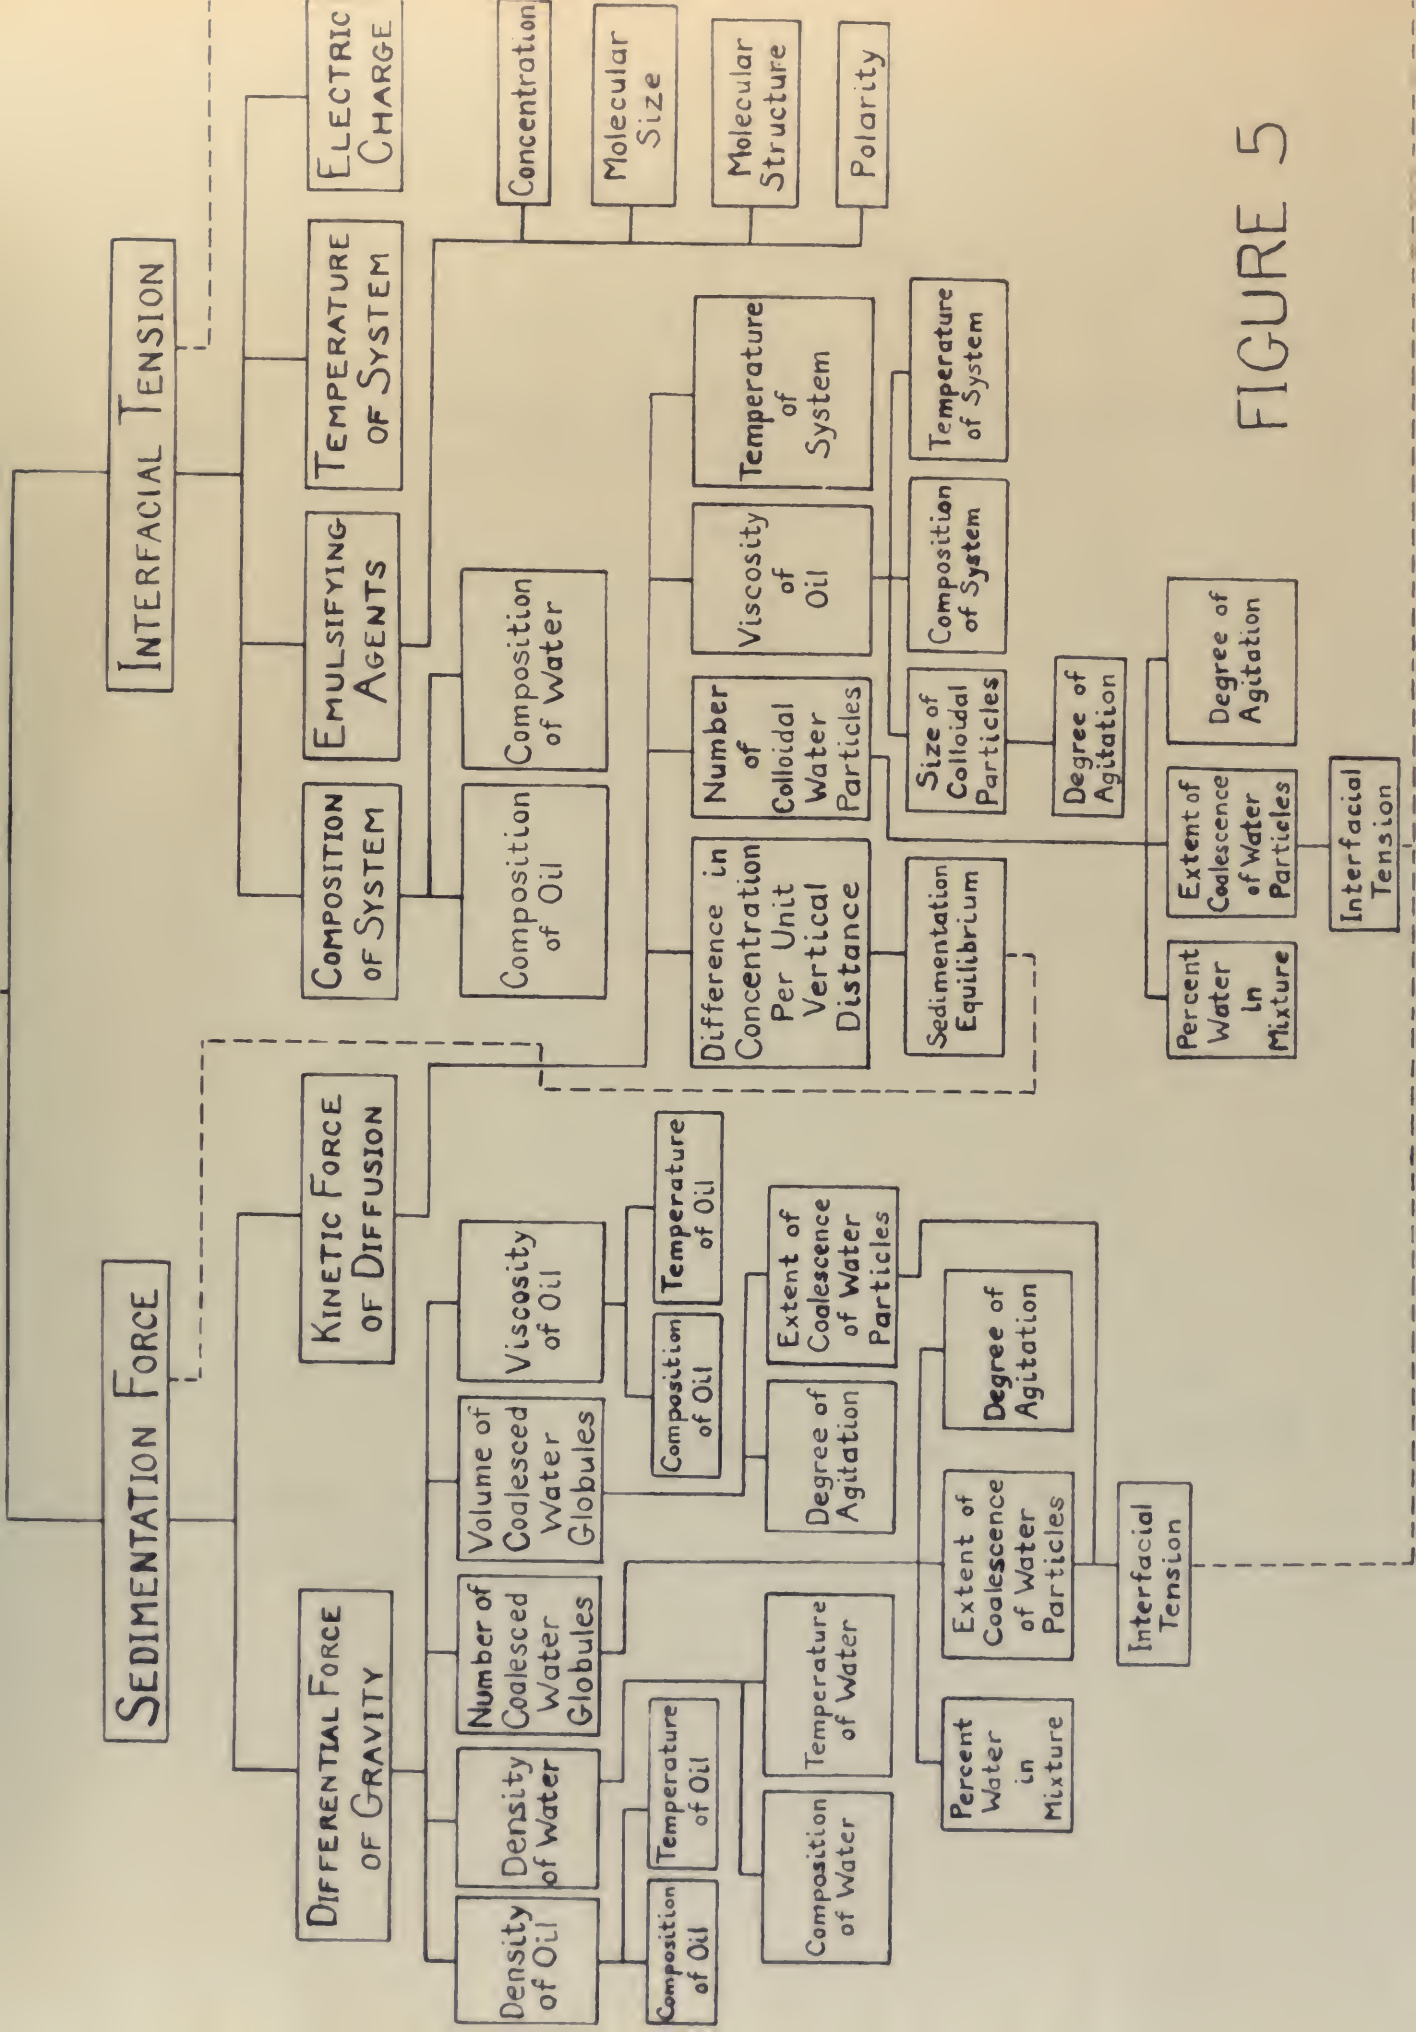 SEDIMENTATION FORCE
INTERFACIAL TENSION
DIFFERENTIAL FORCE
OF GRAVITY
KINETIC FORCE
OF DIFFUSION
COMPOSITION
OF SYSTEM
EMULSIFYING
AGENTS
TEMPERATURE
OF SYSTEM
ELECTRIC
CHARGE
Density
of Oil
Density
of Water
Number of
Coalesced
Water
Globules
Volume of
Coalesced
Water
Globules
Viscosity
of Oil
Composition
of Oil
Composition
of Water
Concentration
Molecular
Size
Molecular
Structure
Polarity
Composition
of Oil
Temperature
of Oil
Composition
of Oil
Temperature
of Oil
Difference in
Concentration
Per Unit
Vertical
Distance
Number
of
Colloidal
Water
Particles
Viscosity
of
Oil
Temperature
of
System
Composition
of Water
Temperature
of Water
Degree of
Agitation
Extent of
Coalescence
of Water
Particles
Sedimentation
Equilibrium
Size of
Colloidal
Particles
Composition
of System
Temperature
of System
Percent
Water
in
Mixture
Extent of
Coalescence
of Water
Particles
Degree of
Agitation
Degree of
Agitation
Interfacial
Tension
Percent
Water
in
Mixture
Extent of
Coalescence
of Water
Particles
Degree of
Agitation
Interfacial
Tension
FIGURE 5